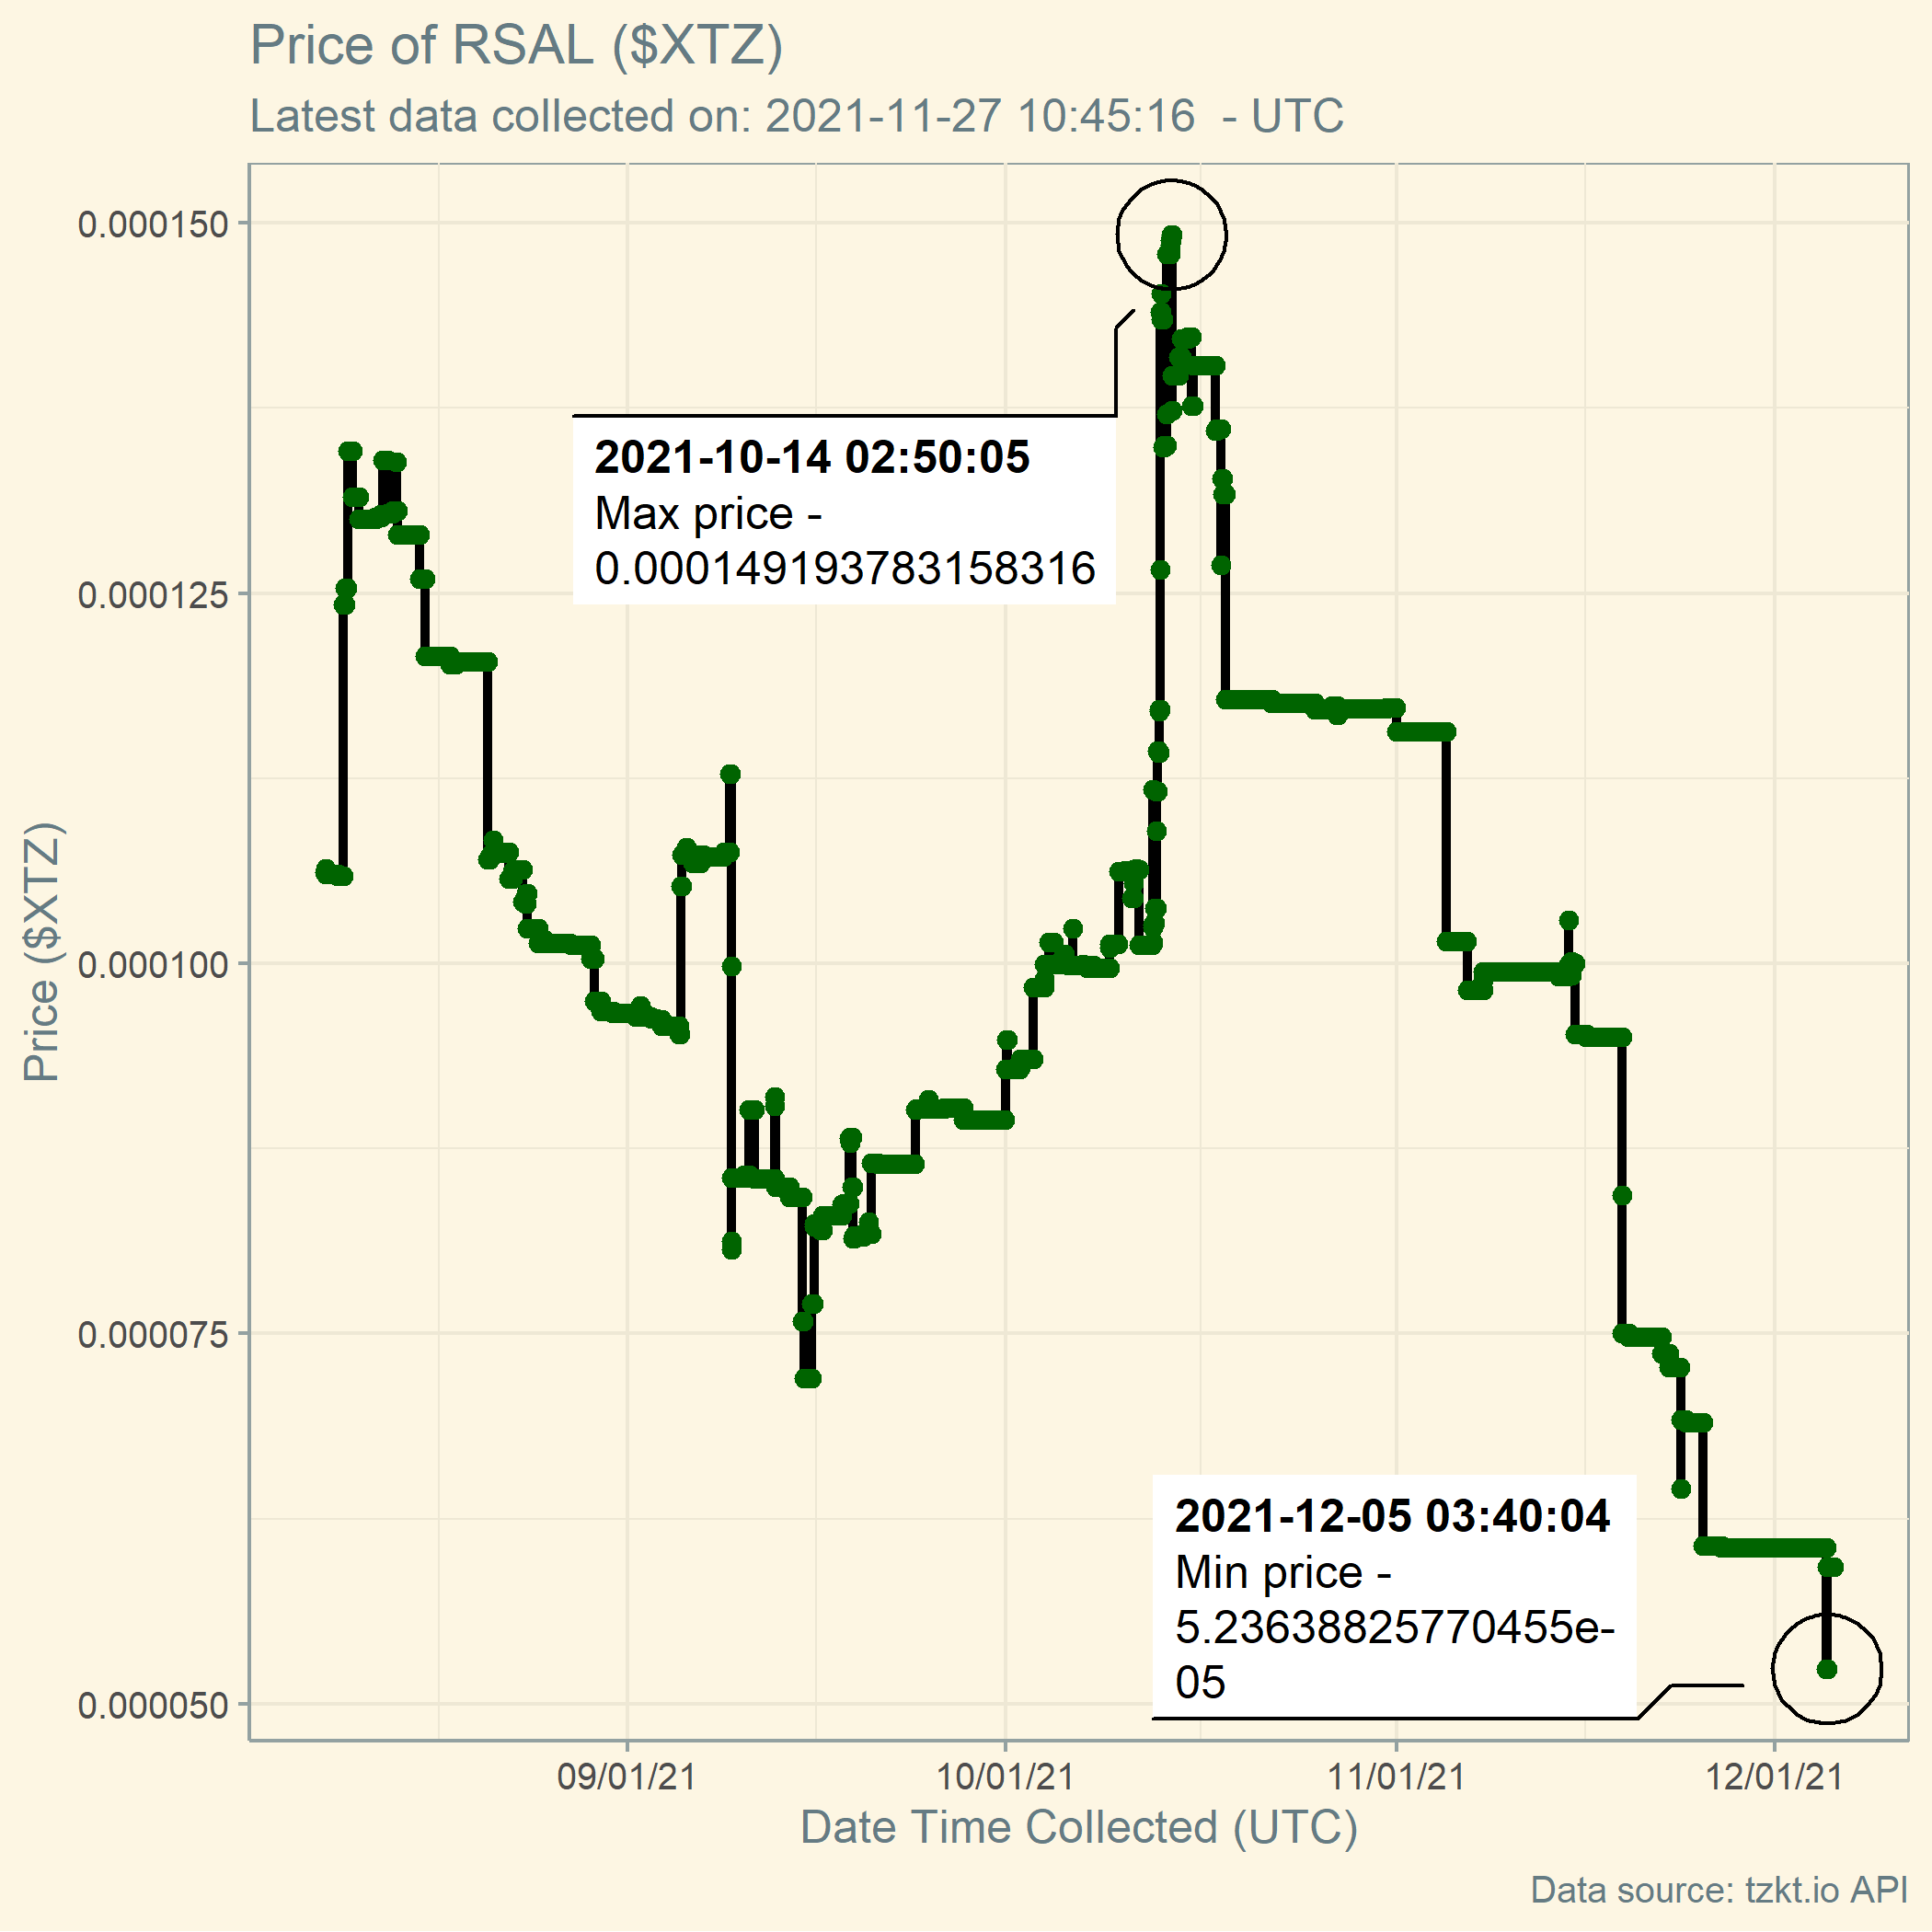 Price of RSAL ($XTZ)
Latest data collected on: 2021-11-27 10:45:16  - UTC
0.000150
0.000125
0.000100
0.000075
0.000050
Price ($XTZ)
2021-10-14 02:50:05
Max price -
0.000149193783158316
2021-12-05 03:40:04
Min price -
5.23638825770455e-
05
09/01/21
10/01/21
11/01/21
12/01/21
Date Time Collected (UTC)
Data source: tzkt.io API